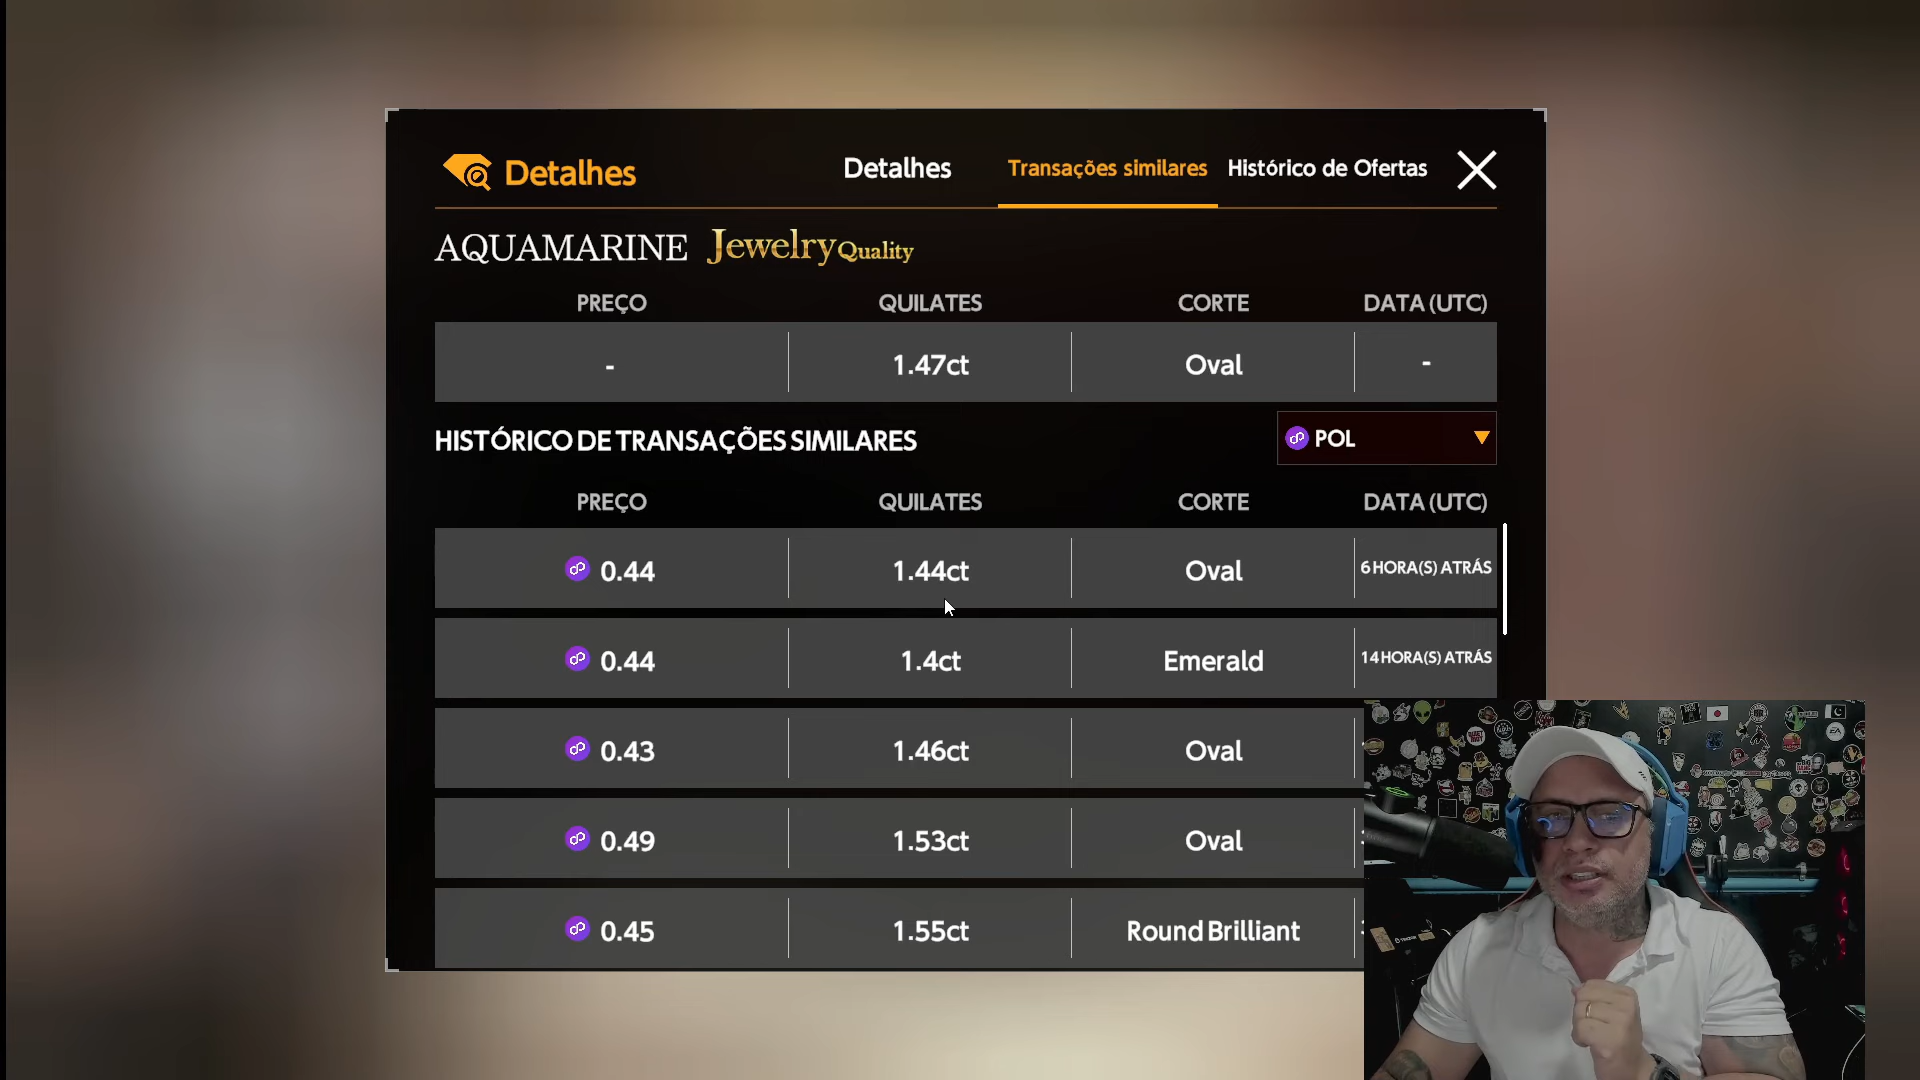 Detalhes
Detalhes
Transações similares
Histórico de Ofertas
AQUAMARINE Jewelry Quality
PREÇO QUILATES CORTE DATA (UTC)
- 1.47ct Oval -
HISTÓRICO DE TRANSAÇÕES SIMILARES
POL
PREÇO QUILATES CORTE DATA (UTC)
0.44 1.44ct Oval 6 HORA(S) ATRÁS
0.44 1.4ct Emerald 14 HORA(S) ATRÁS
0.43 1.46ct Oval
0.49 1.53ct Oval
0.45 1.55ct Round Brilliant